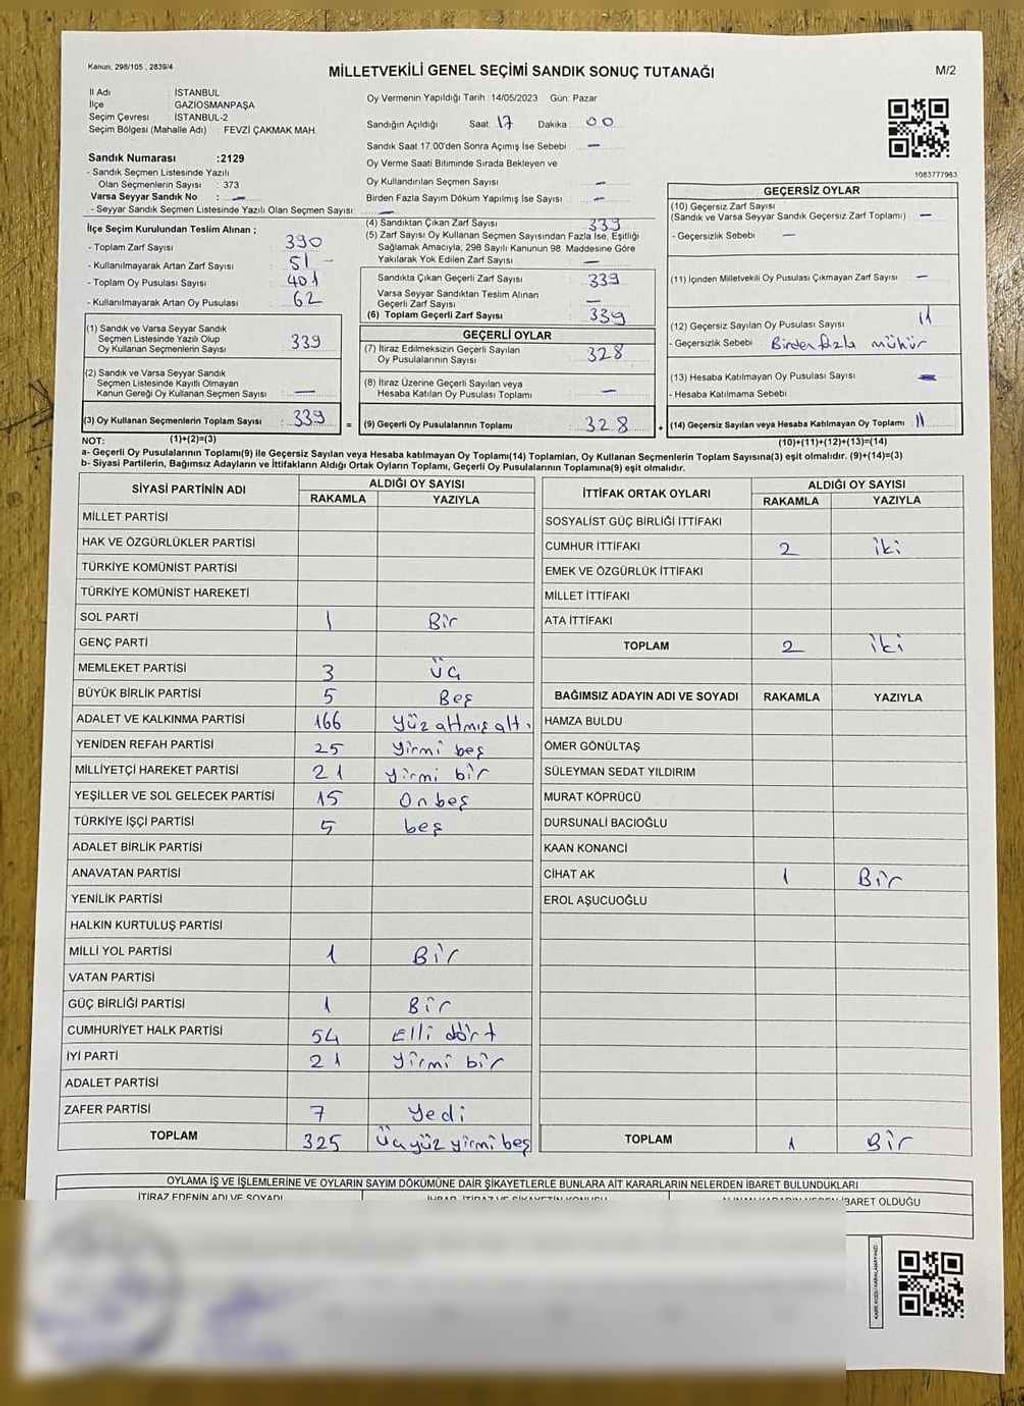 Kanun, 298/105 , 2839/4
MİLLETVEKİLİ GENEL SEÇİMİ SANDIK SONUÇ TUTANAĞI
M/2
İl Adı : İSTANBUL
İlçe : GAZİOSMANPAŞA
Seçim Çevresi : İSTANBUL-2
Seçim Bölgesi (Mahalle Adı) : FEVZİ ÇAKMAK MAH.
Sandık Numarası :2129
- Sandık Seçmen Listesinde Yazılı
Olan Seçmenlerin Sayısı : 373
Varsa Seyyar Sandık No : —
- Seyyar Sandık Seçmen Listesinde Yazılı Olan Seçmen Sayısı : —
İlçe Seçim Kurulundan Teslim Alınan ;
- Toplam Zarf Sayısı : 390
- Kullanılmayarak Artan Zarf Sayısı : 51
- Toplam Oy Pusulası Sayısı : 401
- Kullanılmayarak Artan Oy Pusulası : 62
(1) Sandık ve Varsa Seyyar Sandık
Seçmen Listesinde Yazılı Olup
Oy Kullanan Seçmenlerin Sayısı : 339
(2) Sandık ve Varsa Seyyar Sandık
Seçmen Listesinde Kayıtlı Olmayan
Kanun Gereği Oy Kullanan Seçmen Sayısı : —
(3) Oy Kullanan Seçmenlerin Toplam Sayısı : 339
(1)+(2)=(3)
Oy Vermenin Yapıldığı Tarih :14/05/2023 Gün: Pazar
Sandığın Açıldığı Saat: 17 Dakika : 00
Sandık Saat 17.00'den Sonra Açımış İse Sebebi : —
Oy Verme Saati Bitiminde Sırada Bekleyen ve
Oy Kullandırılan Seçmen Sayısı : —
Birden Fazla Sayım Döküm Yapılmış İse Sayısı : —
(4) Sandıktan Çıkan Zarf Sayısı : 339
(5) Zarf Sayısı Oy Kullanan Seçmen Sayısından Fazla İse, Eşitliği
Sağlamak Amacıyla, 298 Sayılı Kanunun 98. Maddesine Göre
Yakılarak Yok Edilen Zarf Sayısı : —
Sandıkta Çıkan Geçerli Zarf Sayısı : 339
Varsa Seyyar Sandıktan Teslim Alınan
Geçerli Zarf Sayısı : —
(6) Toplam Geçerli Zarf Sayısı : 339
GEÇERLİ OYLAR
(7) İtiraz Edilmeksizin Geçerli Sayılan
Oy Pusulalarının Sayısı : 328
(8) İtiraz Üzerine Geçerli Sayılan veya
Hesaba Katılan Oy Pusulası Toplamı : —
= (9) Geçerli Oy Pusulalarının Toplamı : 328 +
1083777983
GEÇERSİZ OYLAR
(10) Geçersiz Zarf Sayısı
(Sandık ve Varsa Seyyar Sandık Geçersiz Zarf Toplamı) : —
- Geçersizlik Sebebi : —
(11) İçinden Milletvekili Oy Pusulası Çıkmayan Zarf Sayısı : —
(12) Geçersiz Sayılan Oy Pusulası Sayısı : 11
- Geçersizlik Sebebi : Birden fazla mühür
(13) Hesaba Katılmayan Oy Pusulası Sayısı : —
- Hesaba Katılmama Sebebi :
(14) Geçersiz Sayılan veya Hesaba Katılmayan Oy Toplamı : 11
(10)+(11)+(12)+(13)=(14)
NOT:
a- Geçerli Oy Pusulasının Toplamı(9) ile Geçersiz Sayılan veya Hesaba Katılmayan Oy Toplamı(14) Toplamları, Oy Kullanan Seçmenlerin Toplam Sayısına(3) eşit olmalıdır. (9)+(14)=(3)
b- Siyasi Partilerin, Bağımsız Adayların ve İttifakların Aldığı Ortak Oyların Toplamı, Geçerli Oy Pusulalarının Toplamına(9) eşit olmalıdır.
SİYASİ PARTİNİN ADI ALDIĞI OY SAYISI
RAKAMLA YAZIYLA
MİLLET PARTİSİ
HAK VE ÖZGÜRLÜKLER PARTİSİ
TÜRKİYE KOMÜNİST PARTİSİ
TÜRKİYE KOMÜNİST HAREKETİ
SOL PARTİ 1 Bir
GENÇ PARTİ
MEMLEKET PARTİSİ 3 Üç
BÜYÜK BİRLİK PARTİSİ 5 Beş
ADALET VE KALKINMA PARTİSİ 166 Yüz altmış altı
YENİDEN REFAH PARTİSİ 25 Yirmi beş
MİLLİYETÇİ HAREKET PARTİSİ 21 Yirmi bir
YEŞİLLER VE SOL GELECEK PARTİSİ 15 On beş
TÜRKİYE İŞÇİ PARTİSİ 5 beş
ADALET BİRLİK PARTİSİ
ANAVATAN PARTİSİ
YENİLİK PARTİSİ
HALKIN KURTULUŞ PARTİSİ
MİLLİ YOL PARTİSİ 1 Bir
VATAN PARTİSİ
GÜÇ BİRLİĞİ PARTİSİ 1 Bir
CUMHURİYET HALK PARTİSİ 54 Elli dört
İYİ PARTİ 21 Yirmi bir
ADALET PARTİSİ
ZAFER PARTİSİ 7 Yedi
TOPLAM 325 Üçyüz yirmi beş
İTTİFAK ORTAK OYLARI ALDIĞI OY SAYISI
RAKAMLA YAZIYLA
SOSYALİST GÜÇ BİRLİĞİ İTTİFAKI
CUMHUR İTTİFAKI 2 iki
EMEK VE ÖZGÜRLÜK İTTİFAKI
MİLLET İTTİFAKI
ATA İTTİFAKI
TOPLAM 2 iki
BAĞIMSIZ ADAYIN ADI VE SOYADI RAKAMLA YAZIYLA
HAMZA BULDU
ÖMER GÖNÜLTAŞ
SÜLEYMAN SEDAT YILDIRIM
MURAT KÖPRÜCÜ
DURSUNALİ BACIOĞLU
KAAN KONANCİ
CİHAT AK 1 Bir
EROL AŞUCUOĞLU
TOPLAM 1 Bir
OYLAMA İŞ VE İŞLEMLERİNE VE OYLARIN SAYIM DÖKÜMÜNE DAİR ŞİKAYETLERLE BUNLARA AİT KARARLARIN NELERDEN İBARET BULUNDUKLARI
İTİRAZ EDENİN ADI VE SOYADI
İBARET OLDUĞU